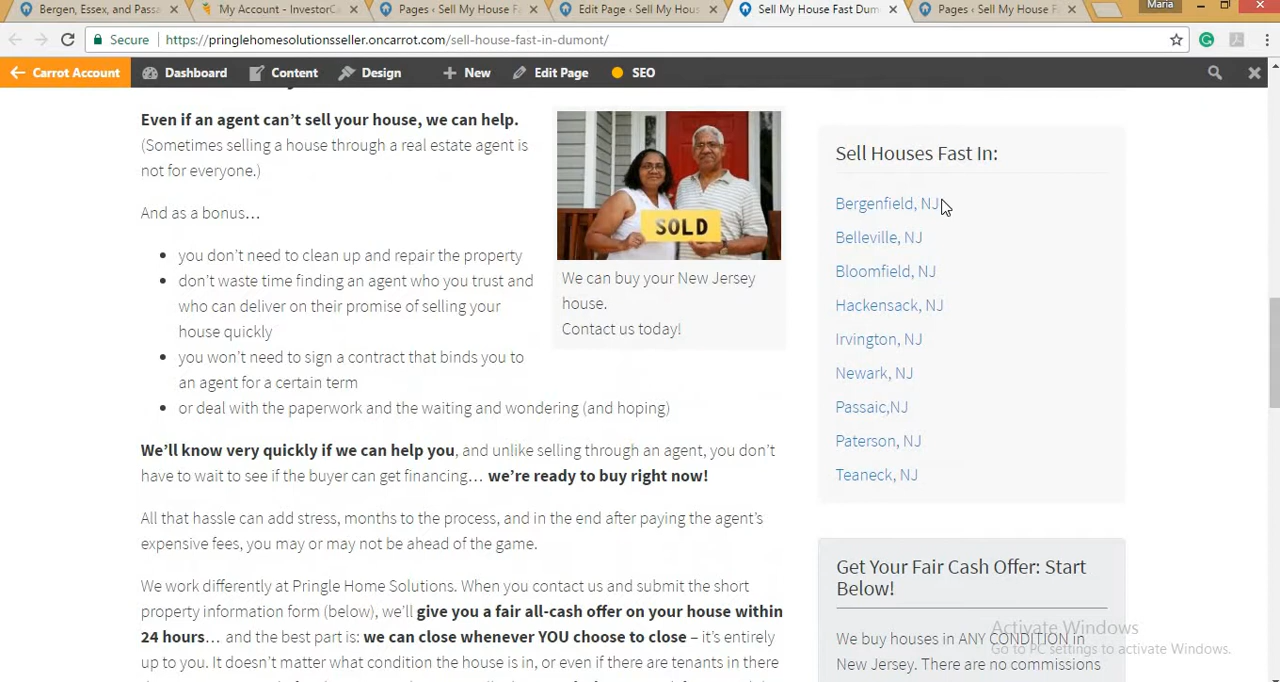 Bergen, Essex, and Passa
My Account - InvestorCa
Pages ‹ Sell My House Fa
Edit Page ‹ Sell My Hous
Sell My House Fast Dum
Pages ‹ Sell My House F
Maria
Secure
https://pringlehomesolutionsseller.oncarrot.com/sell-house-fast-in-dumont/
Carrot Account
Dashboard
Content
Design
New
Edit Page
SEO
Even if an agent can’t sell your house, we can help.
(Sometimes selling a house through a real estate agent is
not for everyone.)
And as a bonus…
you don’t need to clean up and repair the property
don’t waste time finding an agent who you trust and
who can deliver on their promise of selling your
house quickly
you won’t need to sign a contract that binds you to
an agent for a certain term
or deal with the paperwork and the waiting and wondering (and hoping)
SOLD
We can buy your New Jersey
house.
Contact us today!
We’ll know very quickly if we can help you, and unlike selling through an agent, you don’t
have to wait to see if the buyer can get financing… we’re ready to buy right now!
All that hassle can add stress, months to the process, and in the end after paying the agent’s
expensive fees, you may or may not be ahead of the game.
We work differently at Pringle Home Solutions. When you contact us and submit the short
property information form (below), we’ll give you a fair all-cash offer on your house within
24 hours… and the best part is: we can close whenever YOU choose to close – it’s entirely
up to you. It doesn’t matter what condition the house is in, or even if there are tenants in there
Sell Houses Fast In:
Bergenfield, NJ
Belleville, NJ
Bloomfield, NJ
Hackensack, NJ
Irvington, NJ
Newark, NJ
Passaic,NJ
Paterson, NJ
Teaneck, NJ
Get Your Fair Cash Offer: Start
Below!
We buy houses in ANY CONDITION in
New Jersey. There are no commissions
Activate Windows
Go to PC settings to activate Windows.